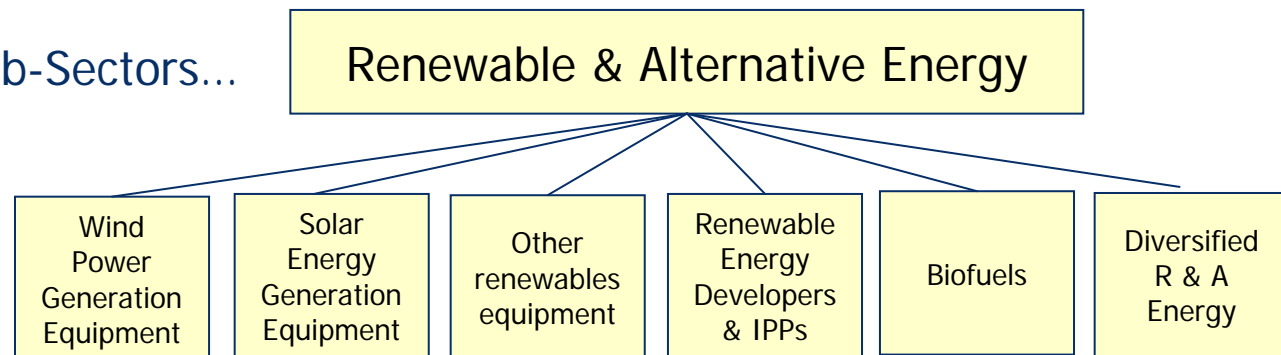 b-Sectors...
Renewable & Alternative Energy
Wind
Power
Generation
Equipment
Solar
Energy
Generation
Equipment
Other
renewables
equipment
Renewable
Energy
Developers
& IPPs
Biofuels
Diversified
R & A
Energy